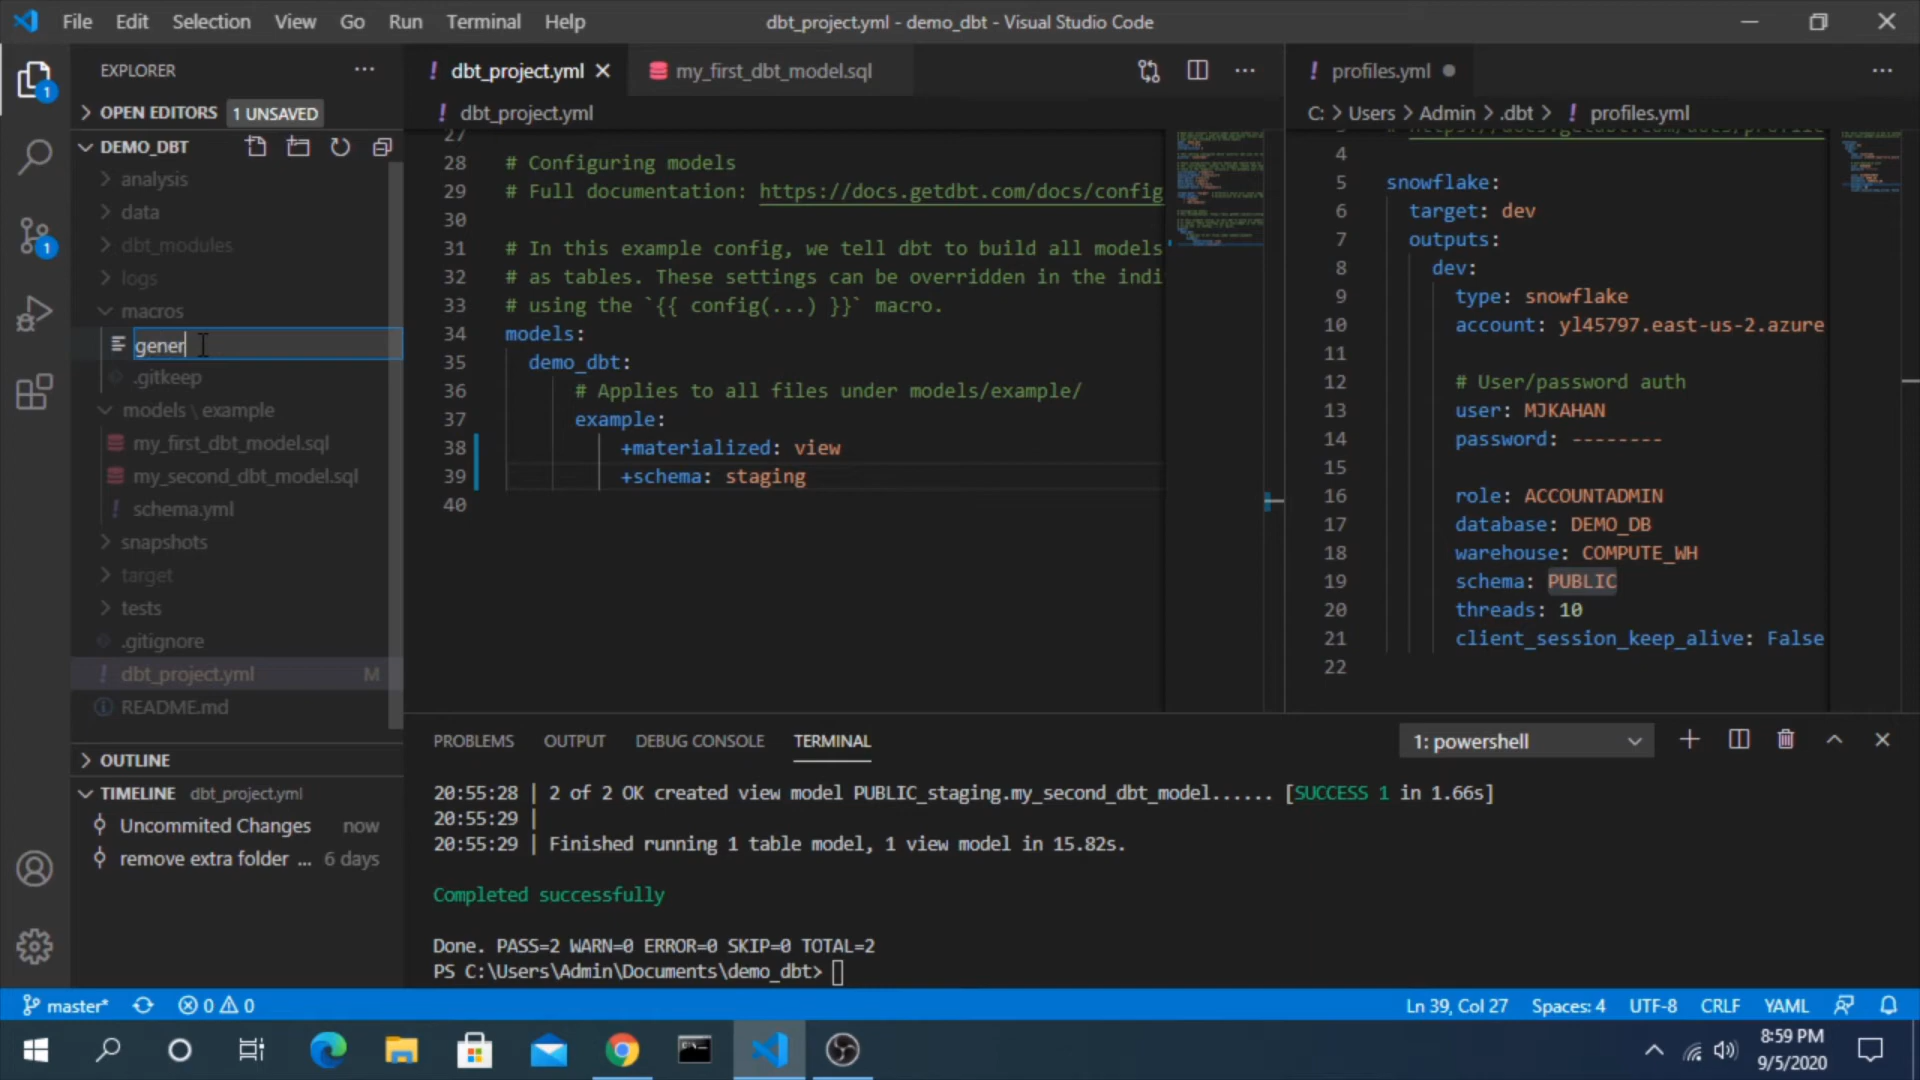 File Edit Selection View Go Run Terminal Help
dbt_project.yml - demo_dbt - Visual Studio Code
EXPLORER
OPEN EDITORS 1 UNSAVED
DEMO_DBT
analysis
data
dbt_modules
logs
macros
gener
.gitkeep
models \ example
my_first_dbt_model.sql
my_second_dbt_model.sql
schema.yml
snapshots
target
tests
.gitignore
dbt_project.yml M
README.md
OUTLINE
TIMELINE dbt_project.yml
Uncommited Changes now
remove extra folder ... 6 days
1
1
dbt_project.yml
my_first_dbt_model.sql
dbt_project.yml
27
28 # Configuring models
29 # Full documentation: https://docs.getdbt.com/docs/config
30
31 # In this example config, we tell dbt to build all models
32 # as tables. These settings can be overridden in the indi
33 # using the `{{ config(...) }}` macro.
34 models:
35 demo_dbt:
36 # Applies to all files under models/example/
37 example:
38 +materialized: view
39 +schema: staging
40
profiles.yml
C: > Users > Admin > .dbt > profiles.yml
# https://docs.getdbt.com/docs/profile
4
5 snowflake:
6 target: dev
7 outputs:
8 dev:
9 type: snowflake
10 account: yl45797.east-us-2.azure
11
12 # User/password auth
13 user: MJKAHAN
14 password: --------
15
16 role: ACCOUNTADMIN
17 database: DEMO_DB
18 warehouse: COMPUTE_WH
19 schema: PUBLIC
20 threads: 10
21 client_session_keep_alive: False
22
PROBLEMS OUTPUT DEBUG CONSOLE TERMINAL
1: powershell
20:55:28 | 2 of 2 OK created view model PUBLIC_staging.my_second_dbt_model...... [SUCCESS 1 in 1.66s]
20:55:29 |
20:55:29 | Finished running 1 table model, 1 view model in 15.82s.
Completed successfully
Done. PASS=2 WARN=0 ERROR=0 SKIP=0 TOTAL=2
PS C:\Users\Admin\Documents\demo_dbt>
master* 0 0
Ln 39, Col 27 Spaces: 4 UTF-8 CRLF YAML
8:59 PM
9/5/2020